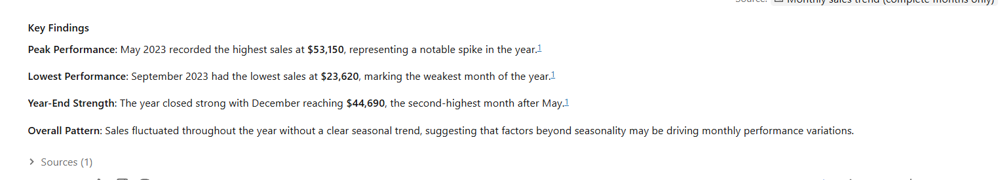 Source: Monthly sales trend (complete months only)
Key Findings
Peak Performance: May 2023 recorded the highest sales at $53,150, representing a notable spike in the year.1
Lowest Performance: September 2023 had the lowest sales at $23,620, marking the weakest month of the year.1
Year-End Strength: The year closed strong with December reaching $44,690, the second-highest month after May.1
Overall Pattern: Sales fluctuated throughout the year without a clear seasonal trend, suggesting that factors beyond seasonality may be driving monthly performance variations.
Sources (1)